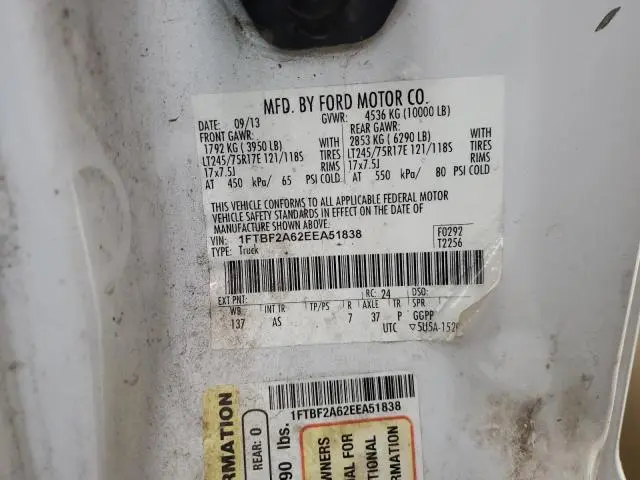 MFD. BY FORD MOTOR CO.
DATE: 09/13 GVWR: 4536 KG (10000 LB)
FRONT GAWR: REAR GAWR:
1792 KG ( 3950 LB) WITH 2853 KG ( 6290 LB) WITH
LT245/75R17E 121/118S TIRES LT245/75R17E 121/118S TIRES
17x7.5J RIMS 17x7.5J RIMS
AT 450 kPa/ 65 PSI COLD AT 550 kPa/ 80 PSI COLD
THIS VEHICLE CONFORMS TO ALL APPLICABLE FEDERAL MOTOR
VEHICLE SAFETY STANDARDS IN EFFECT ON THE DATE OF
MANUFACTURE SHOWN ABOVE.
VIN: 1FTBF2A62EEA51838 F0292
TYPE: Truck T2256
EXT PNT: RC: 24 DSO:
WB INT TR TP/PS R AXLE TR SPR
137 AS 7 37 P GGPP
UTC ▽5U5A-1520
1FTBF2A62EEA51838
RMATION
REAR: 0
90 lbs.
OWNERS
FOR
MATION